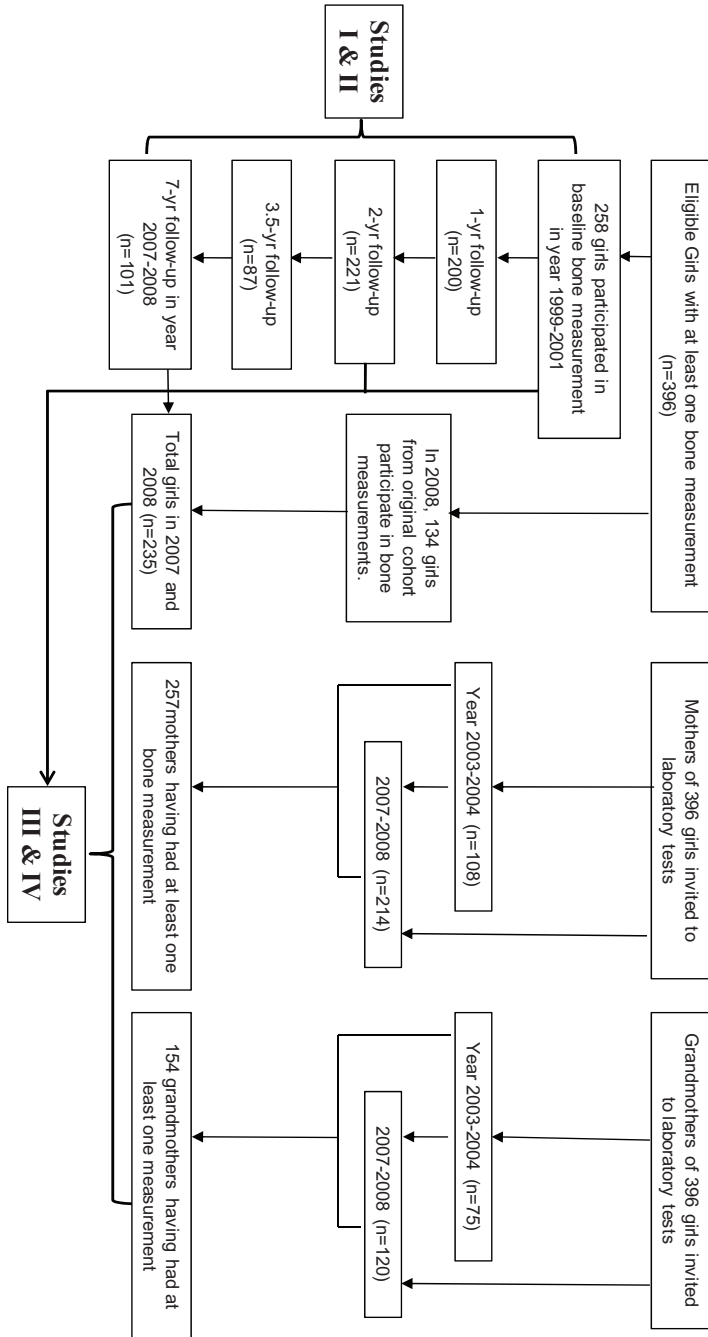 Eligible Girls with at least one bone measurement
(n=396)
258 girls participated in
baseline bone measurement
in year 1999-2001
1-yr follow-up
(n=200)
2-yr follow-up
(n=221)
3.5-yr follow-up
(n=87)
7-yr follow-up in year
2007-2008
(n=101)
Studies
I & II
In 2008, 134 girls
from original cohort
participate in bone
measurements.
Total girls in 2007 and
2008 (n=235)
Mothers of 396 girls invited to
laboratory tests
Year 2003-2004 (n=108)
2007-2008 (n=214)
257mothers having had at least one
bone measurement
Grandmothers of 396 girls invited
to laboratory tests
Year 2003-2004 (n=75)
2007-2008 (n=120)
154 grandmothers having had at
least one measurement
Studies
III & IV